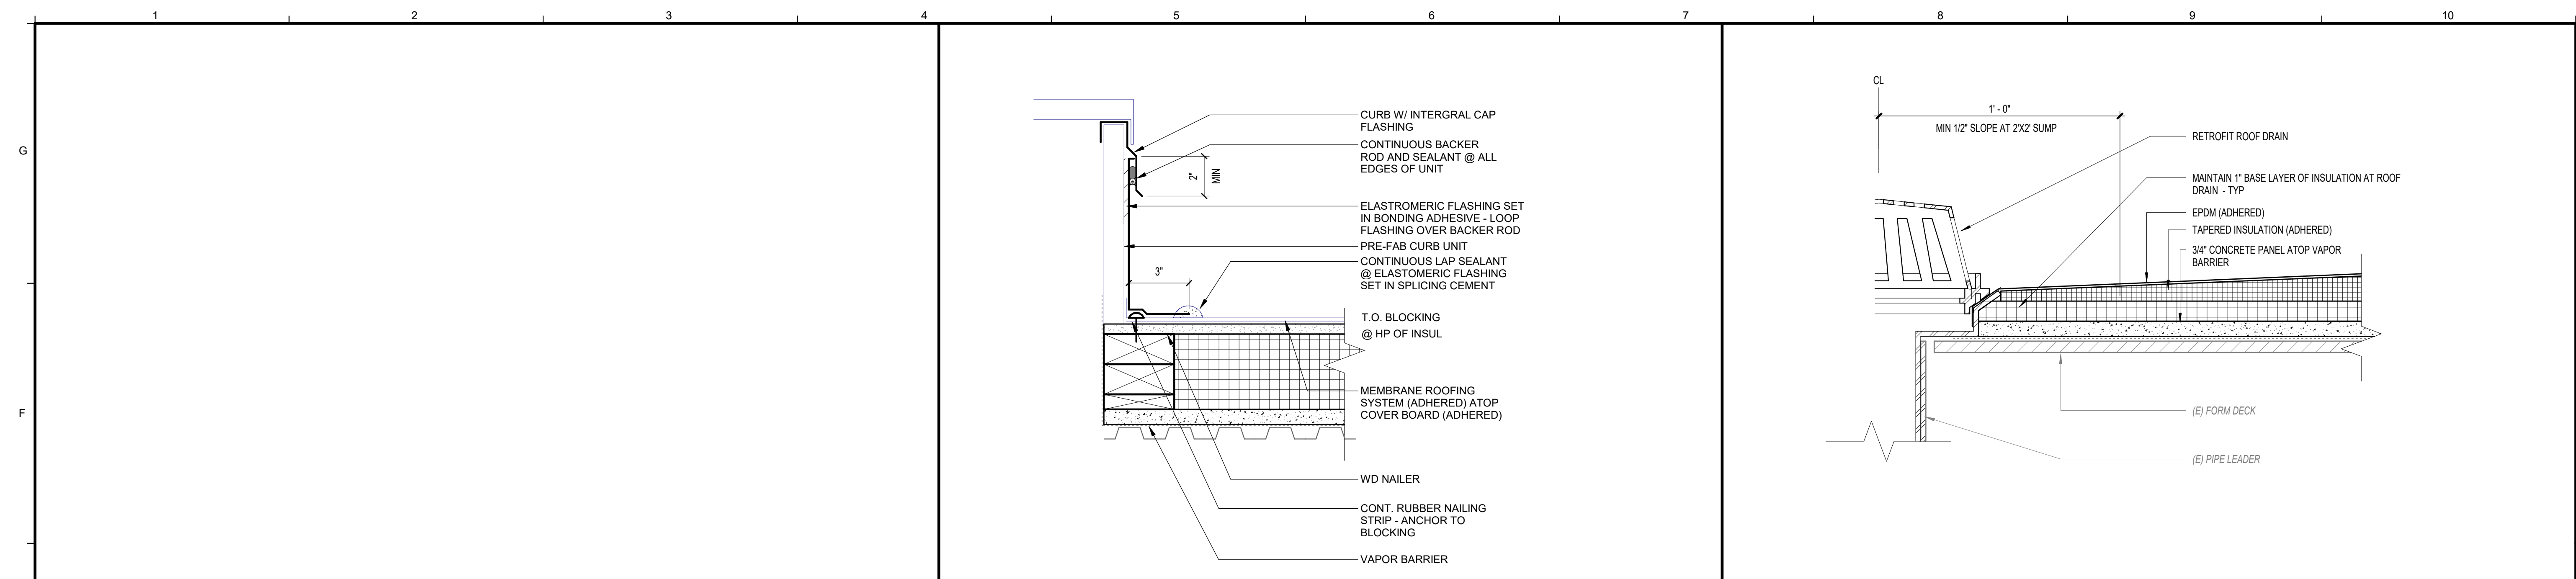 1 2 3 4 5 6 7 8 9 10
G
F
CURB W/ INTERGRAL CAP
FLASHING
CONTINUOUS BACKER
ROD AND SEALANT @ ALL
EDGES OF UNIT
2"
MIN
ELASTROMERIC FLASHING SET
IN BONDING ADHESIVE - LOOP
FLASHING OVER BACKER ROD
PRE-FAB CURB UNIT
CONTINUOUS LAP SEALANT
@ ELASTOMERIC FLASHING
SET IN SPLICING CEMENT
3"
T.O. BLOCKING
@ HP OF INSUL
MEMBRANE ROOFING
SYSTEM (ADHERED) ATOP
COVER BOARD (ADHERED)
WD NAILER
CONT. RUBBER NAILING
STRIP - ANCHOR TO
BLOCKING
VAPOR BARRIER
CL
1' - 0"
MIN 1/2" SLOPE AT 2'X2' SUMP
RETROFIT ROOF DRAIN
MAINTAIN 1" BASE LAYER OF INSULATION AT ROOF
DRAIN - TYP
EPDM (ADHERED)
TAPERED INSULATION (ADHERED)
3/4" CONCRETE PANEL ATOP VAPOR
BARRIER
(E) FORM DECK
(E) PIPE LEADER